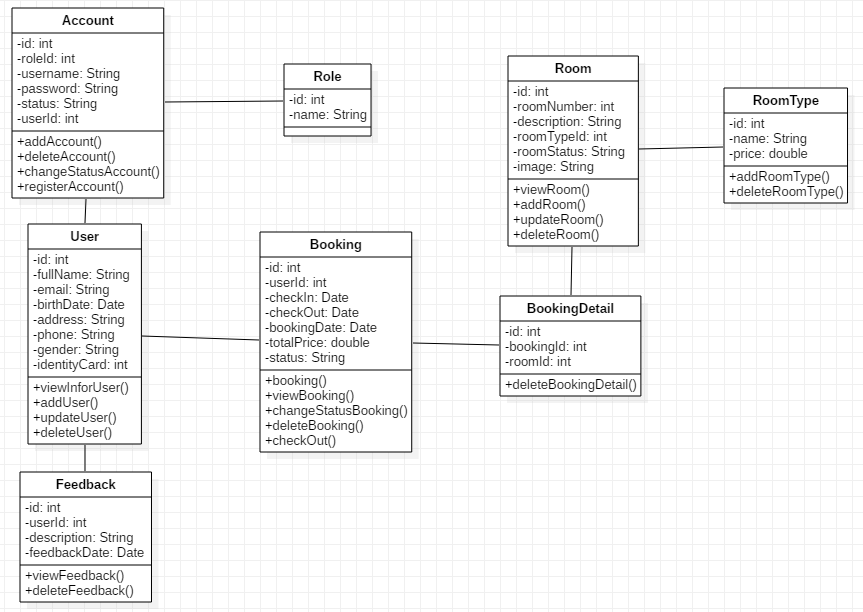 Account
-id: int
-roleId: int
-username: String
-password: String
-status: String
-userId: int
+addAccount()
+deleteAccount()
+changeStatusAccount()
+registerAccount()
Role
-id: int
-name: String
Room
-id: int
-roomNumber: int
-description: String
-roomTypeId: int
-roomStatus: String
-image: String
+viewRoom()
+addRoom()
+updateRoom()
+deleteRoom()
RoomType
-id: int
-name: String
-price: double
+addRoomType()
+deleteRoomType()
User
-id: int
-fullName: String
-email: String
-birthDate: Date
-address: String
-phone: String
-gender: String
-identityCard: int
+viewInforUser()
+addUser()
+updateUser()
+deleteUser()
Booking
-id: int
-userId: int
-checkIn: Date
-checkOut: Date
-bookingDate: Date
-totalPrice: double
-status: String
+booking()
+viewBooking()
+changeStatusBooking()
+deleteBooking()
+checkOut()
BookingDetail
-id: int
-bookingId: int
-roomId: int
+deleteBookingDetail()
Feedback
-id: int
-userId: int
-description: String
-feedbackDate: Date
+viewFeedback()
+deleteFeedback()